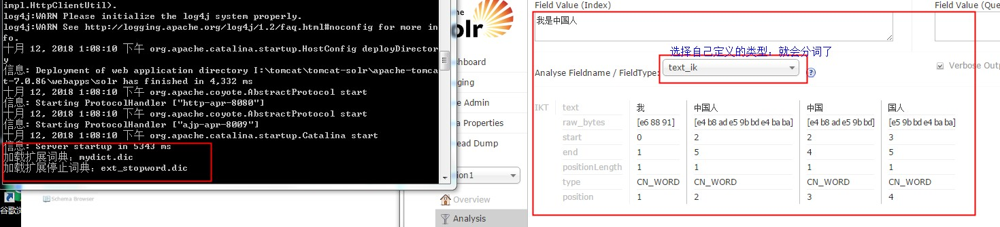 impl.HttpClientUtil).
log4j:WARN Please initialize the log4j system properly.
log4j:WARN See http://logging.apache.org/log4j/1.2/faq.html#noconfig for more in
fo.
十月 12, 2018 1:08:10 下午 org.apache.catalina.startup.HostConfig deployDirector
y
信息: Deployment of web application directory I:\tomcat\tomcat-solr\apache-tomca
t-7.0.86\webapps\solr has finished in 4,332 ms
十月 12, 2018 1:08:10 下午 org.apache.coyote.AbstractProtocol start
信息: Starting ProtocolHandler ["http-apr-8080"]
十月 12, 2018 1:08:10 下午 org.apache.coyote.AbstractProtocol start
信息: Starting ProtocolHandler ["ajp-apr-8009"]
十月 12, 2018 1:08:10 下午 org.apache.catalina.startup.Catalina start
信息: Server startup in 5343 ms
加载扩展词典：mydict.dic
加载扩展停止词典：ext_stopword.dic
谷歌浏
Schema Browser
he
olr
hboard
ging
e Admin
a Properties
ead Dump
ion1
Overview
Analysis
Field Value (Index)
Field Value (Que
我是中国人
选择自己定义的类型：就会分词了
Analyse Fieldname / FieldType:
text_ik
Verbose Outp
IKT text 我 中国人 中国 国人
raw_bytes [e6 88 91] [e4 b8 ad e5 9b bd e4 ba ba] [e4 b8 ad e5 9b bd] [e5 9b bd e4 ba ba]
start 0 2 2 3
end 1 5 4 5
positionLength 1 1 1 1
type CN_WORD CN_WORD CN_WORD CN_WORD
position 1 2 3 4